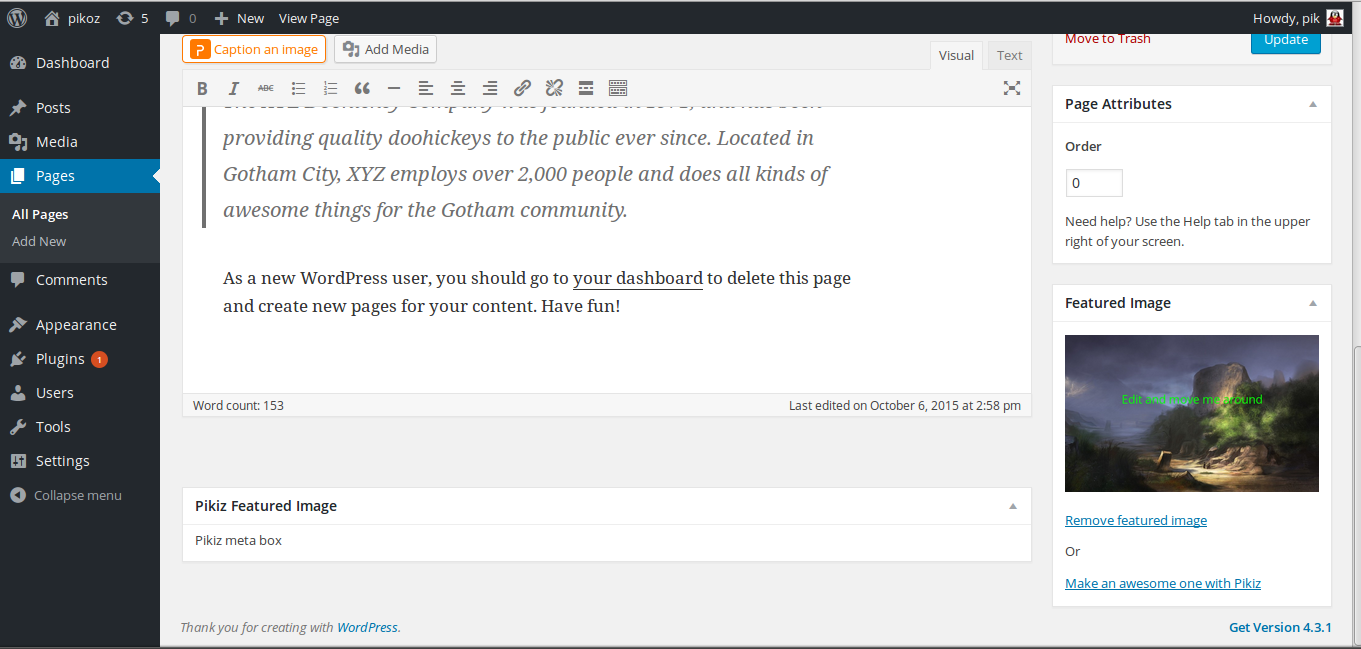 pikoz 5 0 New View Page Howdy, pik
Dashboard
Posts
Media
Pages
All Pages
Add New
Comments
Appearance
Plugins 1
Users
Tools
Settings
Collapse menu
Caption an image Add Media
Visual Text
B I ABC
providing quality doohickeys to the public ever since. Located in
Gotham City, XYZ employs over 2,000 people and does all kinds of
awesome things for the Gotham community.
As a new WordPress user, you should go to your dashboard to delete this page
and create new pages for your content. Have fun!
Word count: 153 Last edited on October 6, 2015 at 2:58 pm
Pikiz Featured Image
Pikiz meta box
Move to Trash Update
Page Attributes
Order
0
Need help? Use the Help tab in the upper
right of your screen.
Featured Image
Edit and move me around
Remove featured image
Or
Make an awesome one with Pikiz
Thank you for creating with WordPress. Get Version 4.3.1